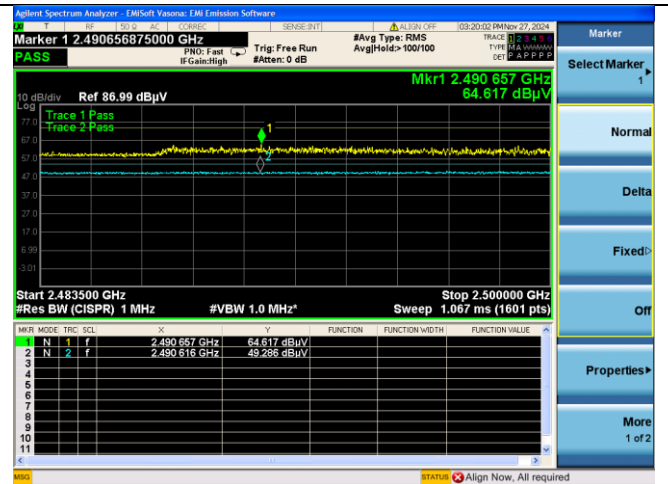 Agilent Spectrum Analyzer - EMiSoft Vasona: EMI Emission Software
T RF 50 Ω AC CORREC SENSE:INT ALIGN OFF 03:20:02 PM Nov 27, 2024
Marker 1 2.490656875000 GHz
#Avg Type: RMS
TRACE 1 2 3 4 5 6
PASS
PNO: Fast
Trig: Free Run
Avg|Hold:> 100/100
TYPE M A W W W W
IFGain:High
#Atten: 0 dB
DET P A P P P P
Mkr1 2.490 657 GHz
64.617 dBµV
10 dB/div Ref 86.99 dBµV
Log
Trace 1 Pass
Trace 2 Pass
77.0
67.0
57.0
47.0
37.0
27.0
17.0
6.99
-3.01
1
2
Start 2.483500 GHz Stop 2.500000 GHz
#Res BW (CISPR) 1 MHz #VBW 1.0 MHz* Sweep 1.067 ms (1601 pts)
MKR MODE TRC SCL X Y FUNCTION FUNCTION WIDTH FUNCTION VALUE
1 N 1 f 2.490 657 GHz 64.617 dBµV
2 N 2 f 2.490 616 GHz 49.286 dBµV
3
4
5
6
7
8
9
10
11
MSG STATUS Align Now, All required
Marker
Select Marker
1
Normal
Delta
Fixed
Off
Properties
More
1 of 2